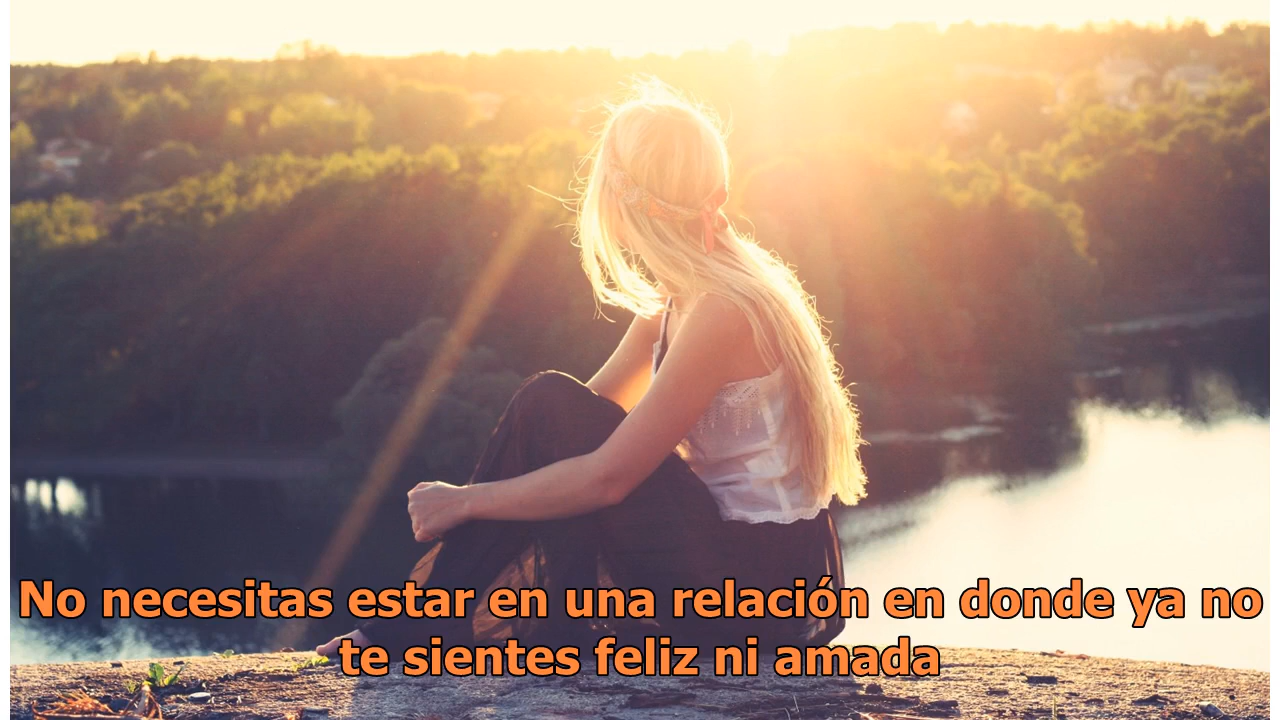 No necesitas estar en una relación en donde ya no
te sientes feliz ni amada